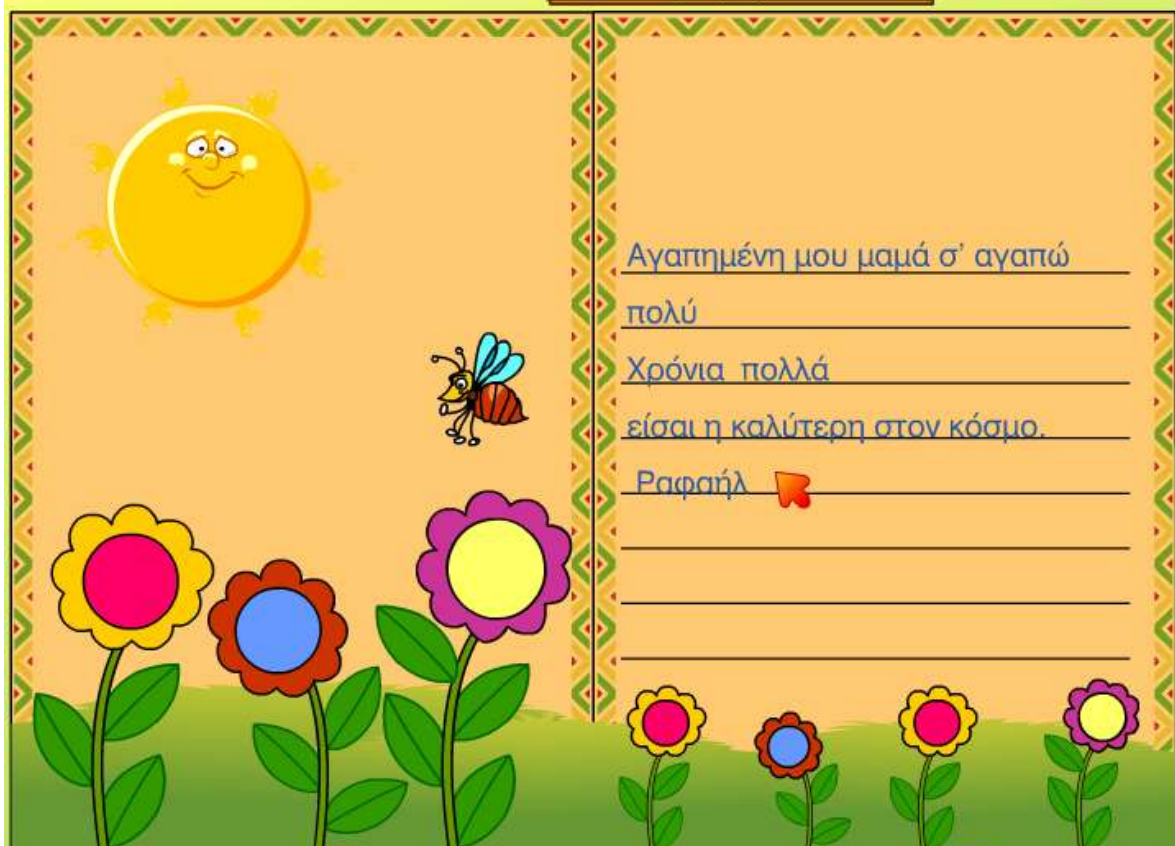 Αγαπημένη μου μαμά σ' αγαπώ
πολύ
Χρόνια πολλά
είσαι η καλύτερη στον κόσμο.
Ραφαήλ